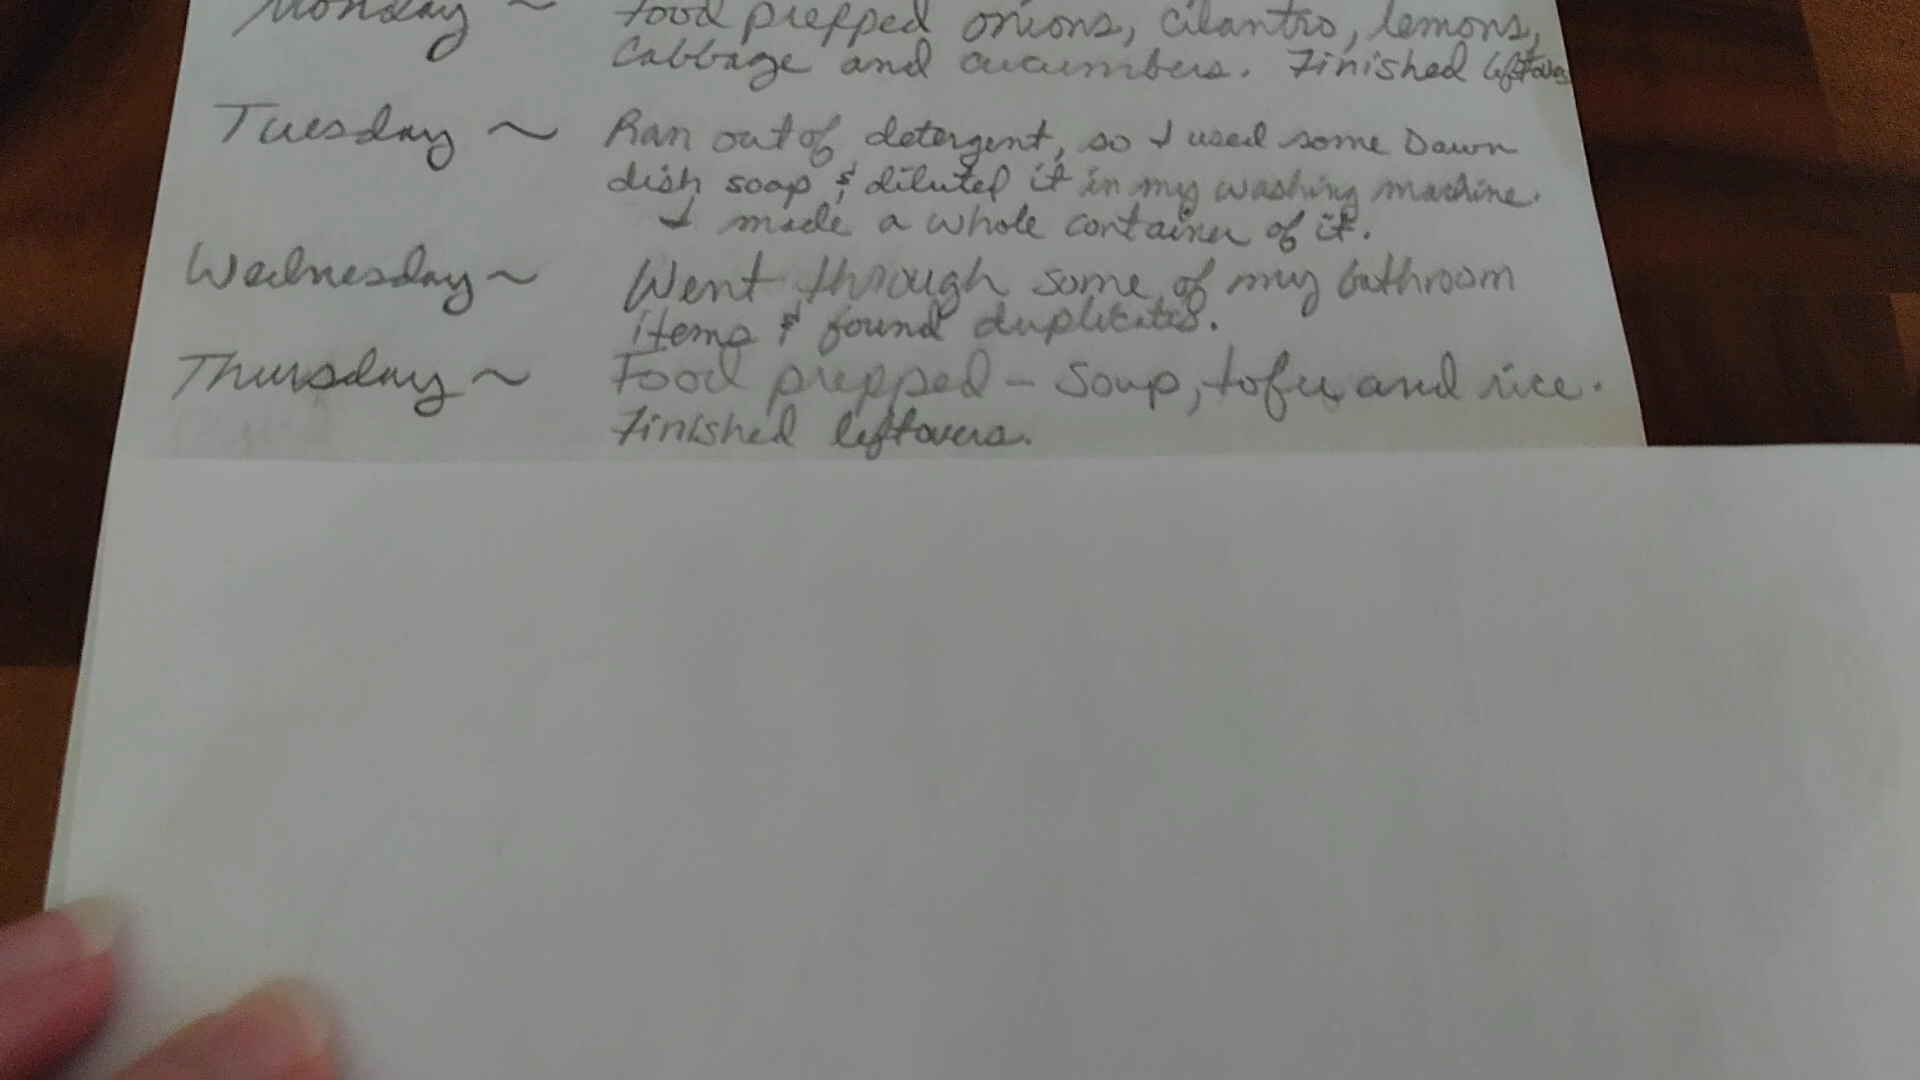 Monday ~ Food prepped onions, cilantro, lemons,
Cabbage and cucumbers. Finished leftovers
Tuesday ~ Ran out of detergent, so I used some Dawn
dish soap & diluted it in my washing machine.
I made a whole container of it.
Wednesday ~ Went through some of my bathroom
items & found duplicates.
Thursday ~ Food prepped - Soup, tofu and rice.
Finished leftovers.